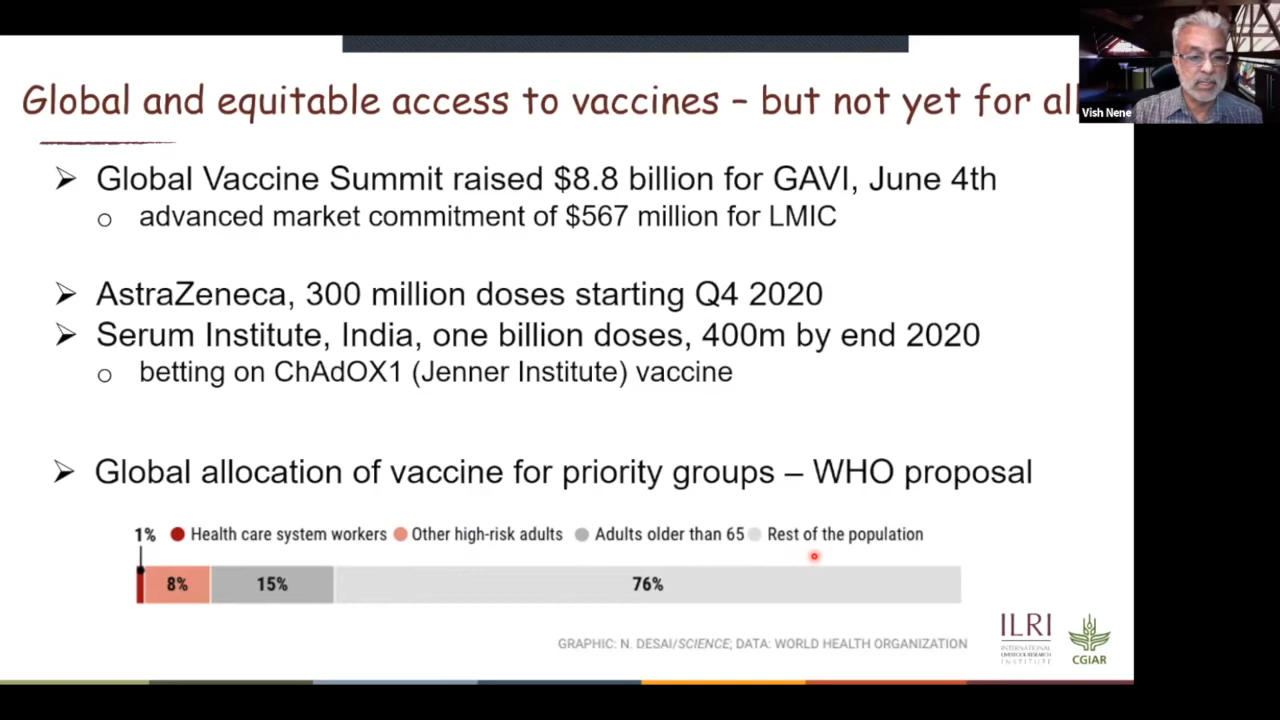 Global and equitable access to vaccines – but not yet for all
Vish Nene
➢ Global Vaccine Summit raised $8.8 billion for GAVI, June 4th
o advanced market commitment of $567 million for LMIC
➢ AstraZeneca, 300 million doses starting Q4 2020
➢ Serum Institute, India, one billion doses, 400m by end 2020
o betting on ChAdOX1 (Jenner Institute) vaccine
➢ Global allocation of vaccine for priority groups – WHO proposal
1% Health care system workers Other high-risk adults Adults older than 65 Rest of the population
8% 15% 76%
GRAPHIC: N. DESAI/SCIENCE; DATA: WORLD HEALTH ORGANIZATION
ILRI
INTERNATIONAL
LIVESTOCK RESEARCH
INSTITUTE
CGIAR